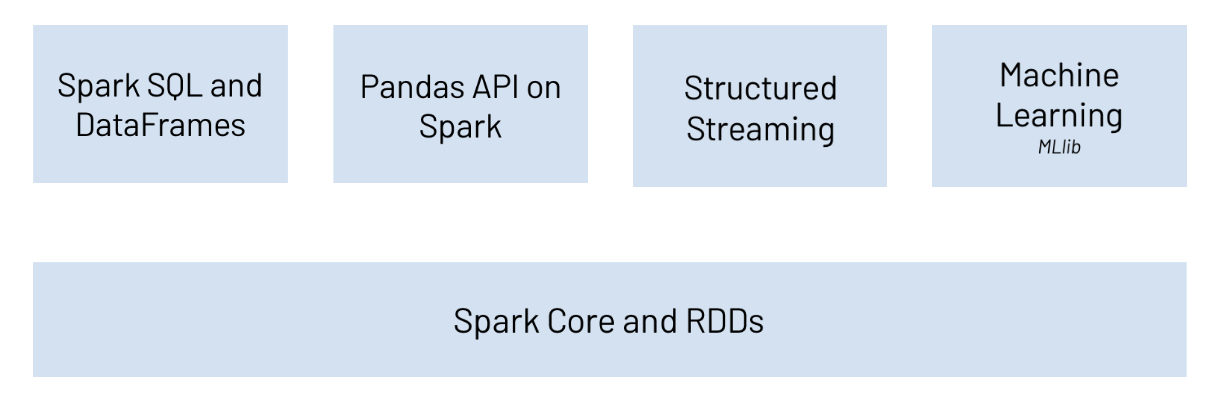 Spark SQL and
DataFrames
Pandas API on
Spark
Structured
Streaming
Machine
Learning
MLlib
Spark Core and RDDs